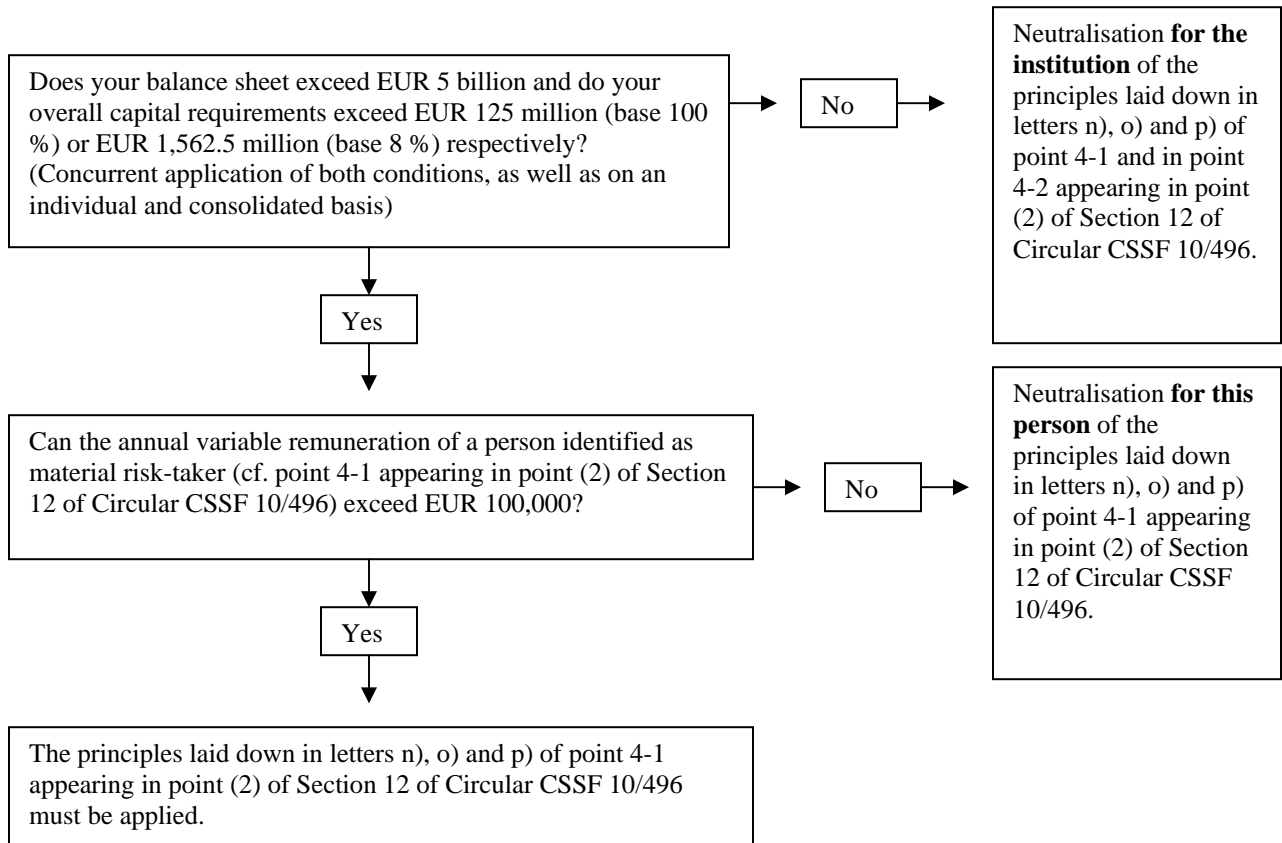 Does your balance sheet exceed EUR 5 billion and do your
overall capital requirements exceed EUR 125 million (base 100
%) or EUR 1,562.5 million (base 8 %) respectively?
(Concurrent application of both conditions, as well as on an
individual and consolidated basis)
No
Neutralisation for the
institution of the
principles laid down in
letters n), o) and p) of
point 4-1 and in point
4-2 appearing in point
(2) of Section 12 of
Circular CSSF 10/496.
Yes
Can the annual variable remuneration of a person identified as
material risk-taker (cf. point 4-1 appearing in point (2) of Section
12 of Circular CSSF 10/496) exceed EUR 100,000?
No
Neutralisation for this
person of the
principles laid down
in letters n), o) and p)
of point 4-1 appearing
in point (2) of Section
12 of Circular CSSF
10/496.
Yes
The principles laid down in letters n), o) and p) of point 4-1
appearing in point (2) of Section 12 of Circular CSSF 10/496
must be applied.